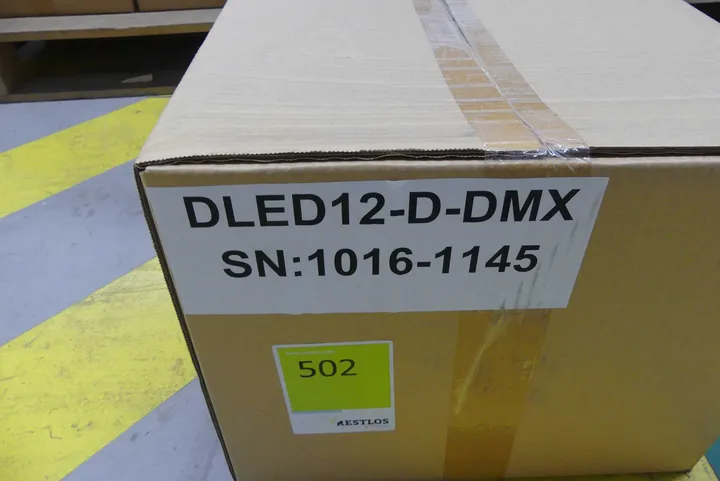 DLED12-D-DMX
SN:1016-1145
502
RESTLOS